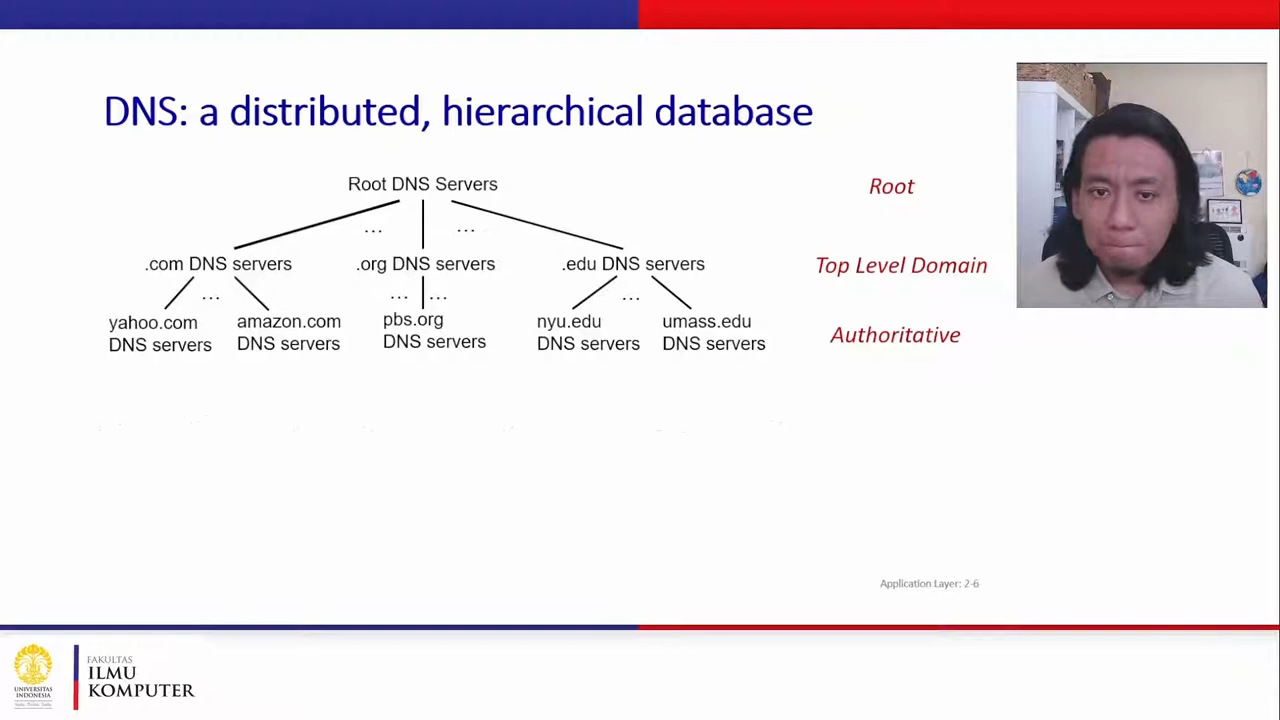 DNS: a distributed, hierarchical database
Root DNS Servers
Root
… …
.com DNS servers .org DNS servers .edu DNS servers
Top Level Domain
… … … …
yahoo.com
DNS servers
amazon.com
DNS servers
pbs.org
DNS servers
nyu.edu
DNS servers
umass.edu
DNS servers
Authoritative
Application Layer: 2-6
UNIVERSITAS
INDONESIA
FAKULTAS
ILMU
KOMPUTER